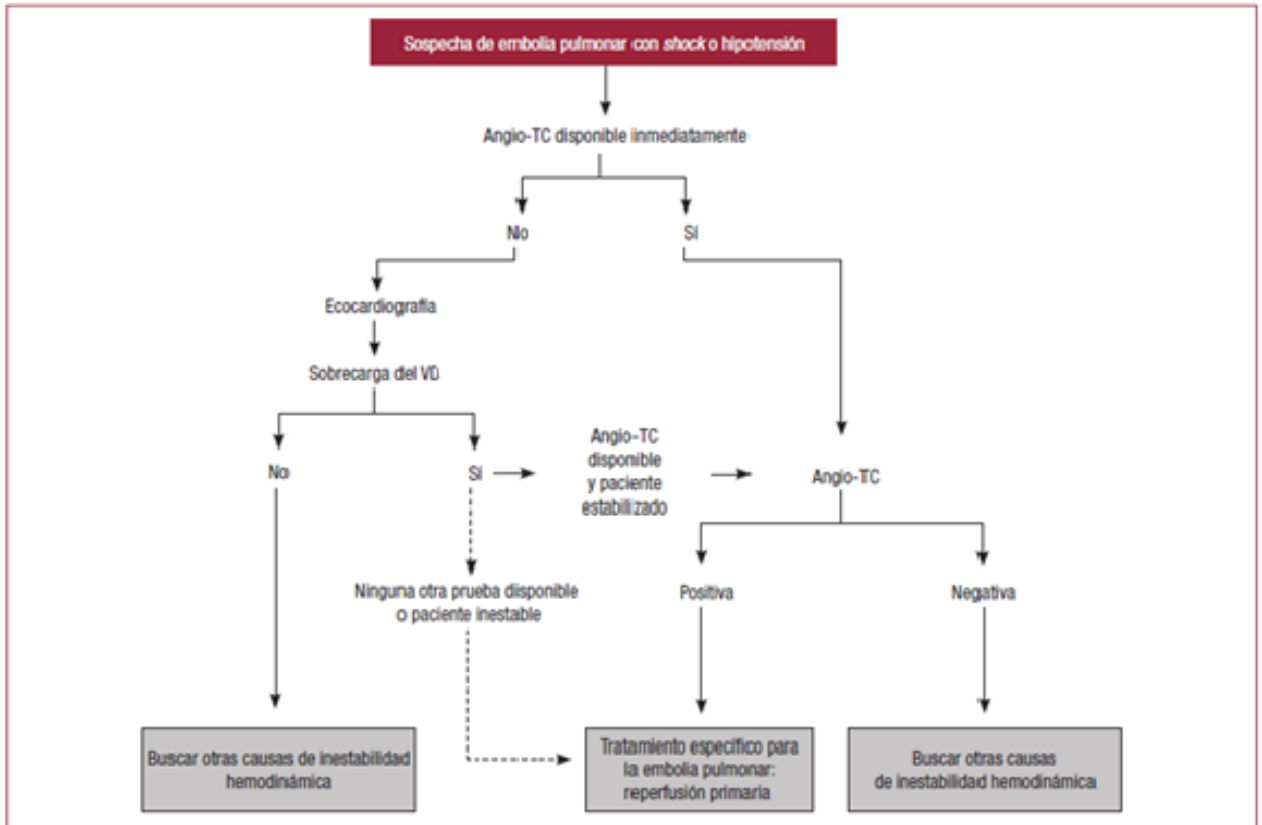 Sospecha de embolia pulmonar con shock o hipotensión
Angio-TC disponible inmediatamente
No
Sí
Ecocardiografía
Sobrecarga del VD
No
Sí
Angio-TC
disponible
y paciente
estabilizado
Angio-TC
Ninguna otra prueba disponible
o paciente inestable
Positiva
Negativa
Buscar otras causas de inestabilidad
hemodinámica
Tratamiento específico para
la embolia pulmonar:
reperfusión primaria
Buscar otras causas
de inestabilidad hemodinámica